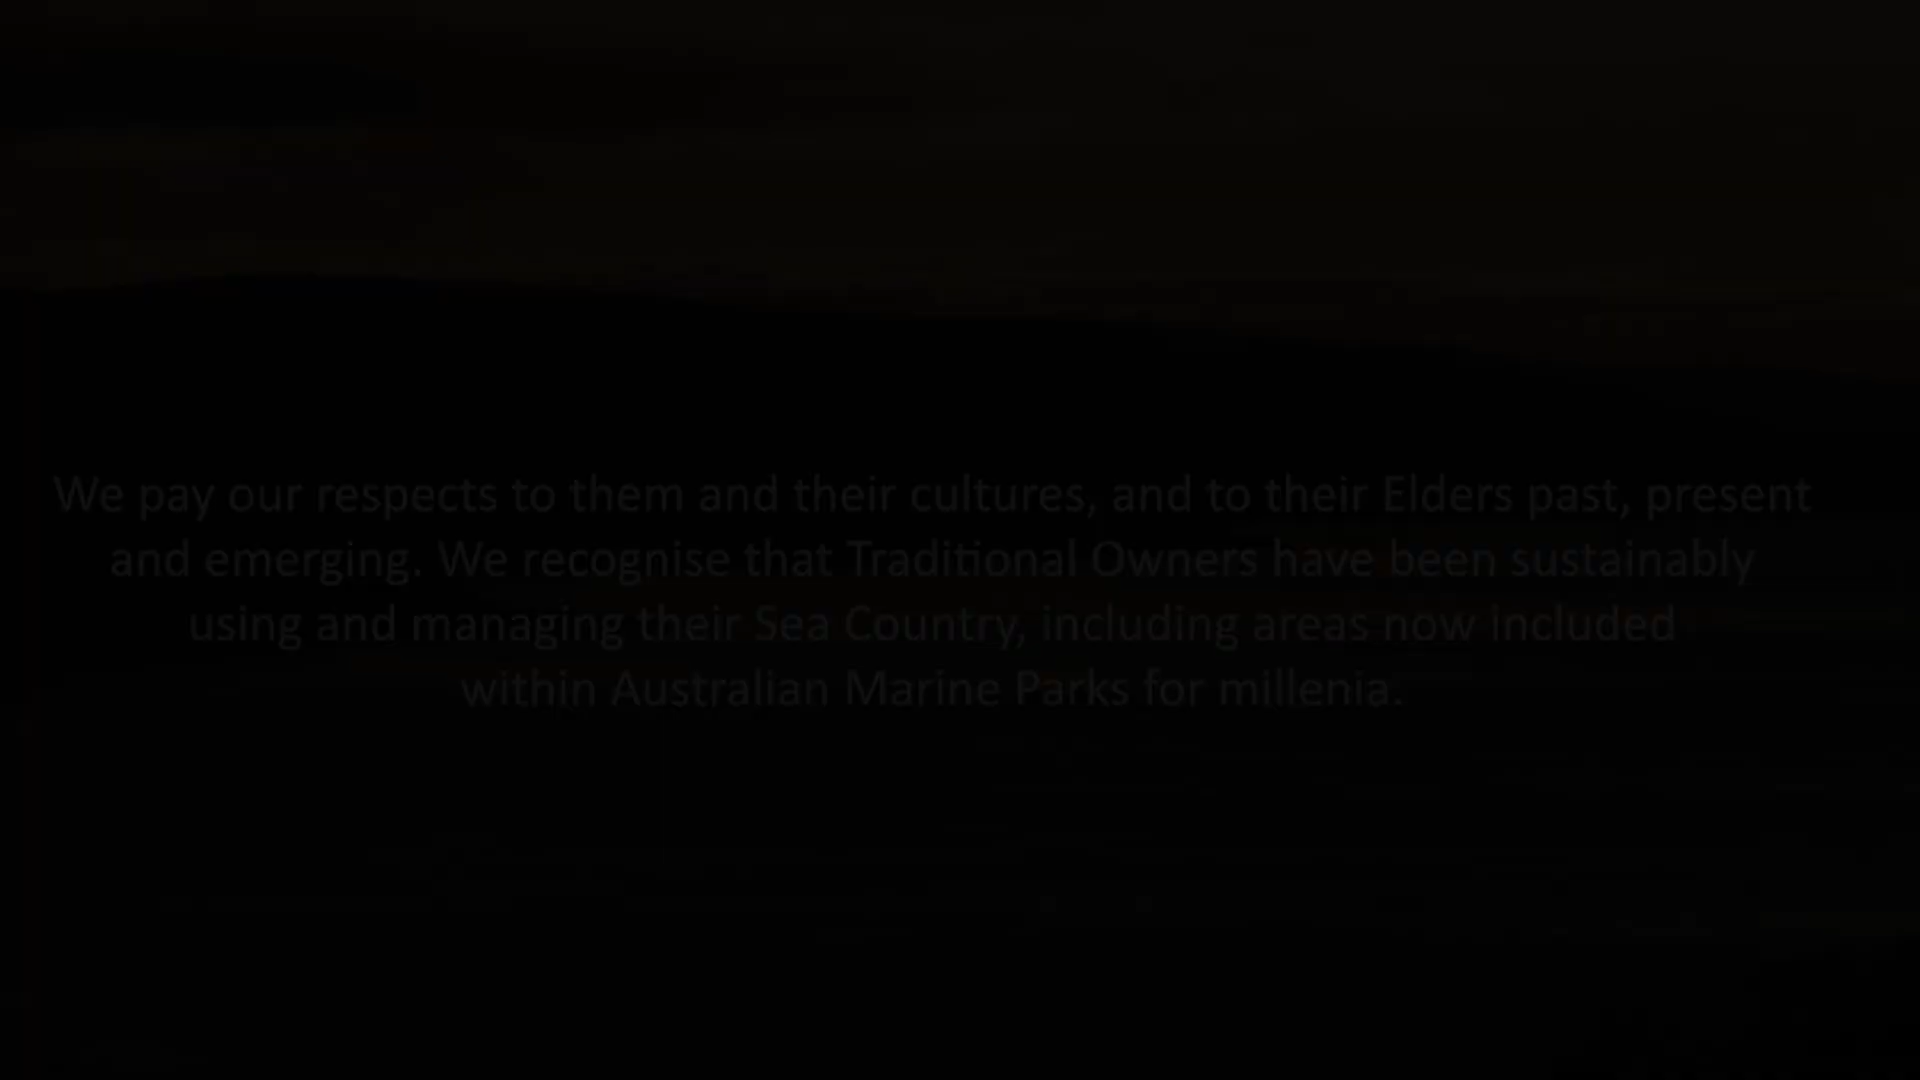 We pay our respects to them and their cultures, and to their Elders past, present
and emerging. We recognise that Traditional Owners have been sustainably
using and managing their Sea Country, including areas now included
within Australian Marine Parks for millenia.